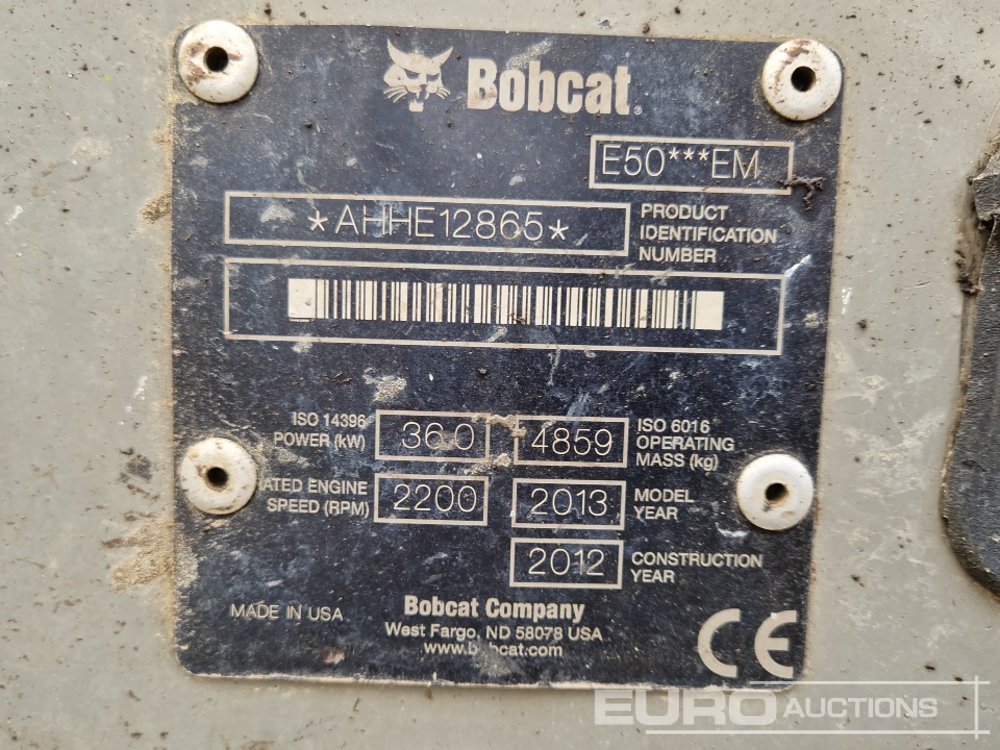 Bobcat®
E50***EM
*AHHE12865*
PRODUCT
IDENTIFICATION
NUMBER
ISO 14396
POWER (kW)
36.0
4859
ISO 6016
OPERATING
MASS (kg)
ATED ENGINE
SPEED (RPM)
2200
2013
MODEL
YEAR
2012
CONSTRUCTION
YEAR
MADE IN USA
Bobcat Company
West Fargo, ND 58078 USA
CE
EURO AUCTIONS